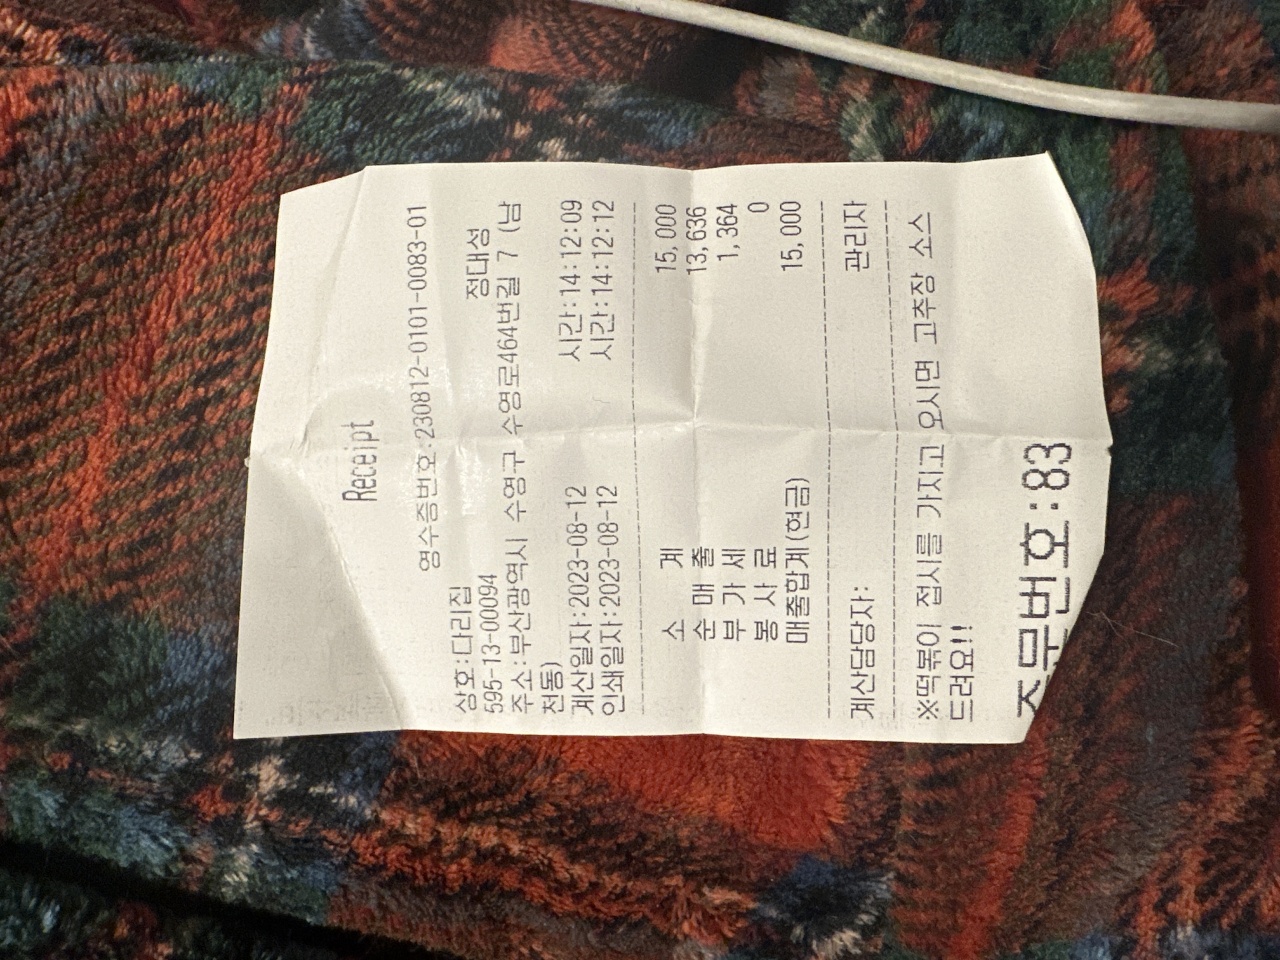 Receipt
영수증번호:230812-0101-0083-01
상호:다리집 정대성
595-13-00094
주소:부산광역시 수영구 수영로464번길 7 (남
천동)
계산일자:2023-08-12 시간:14:12:09
인쇄일자:2023-08-12 시간:14:12:12
소 계 15,000
순 매 출 13,636
부 가 세 1,364
봉 사 료 0
매출합계(현금) 15,000
계산담당자: 관리자
※떡볶이 접시를 가지고 오시면 고추장 소스
드려요!!
주문번호:83